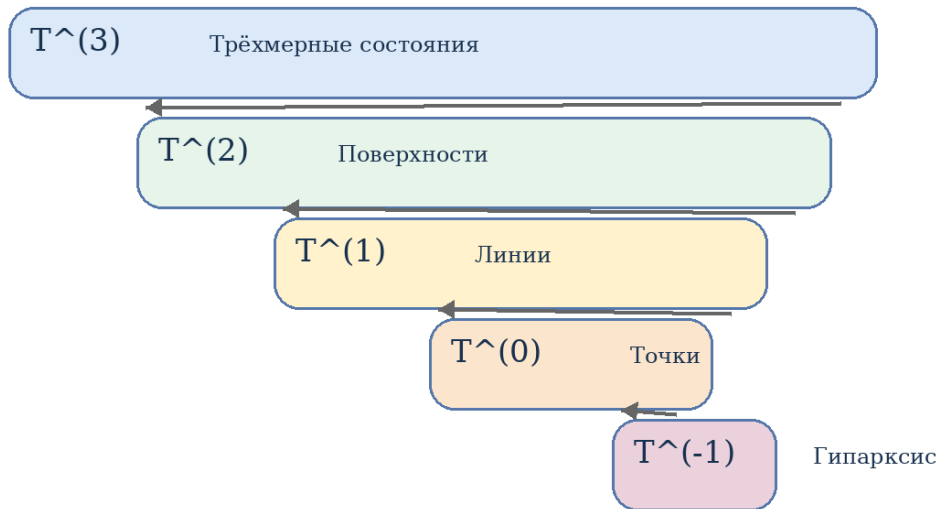 T^(3) Трёхмерные состояния
T^(2) Поверхности
T^(1) Линии
T^(0) Точки
T^(-1) Гипарксис